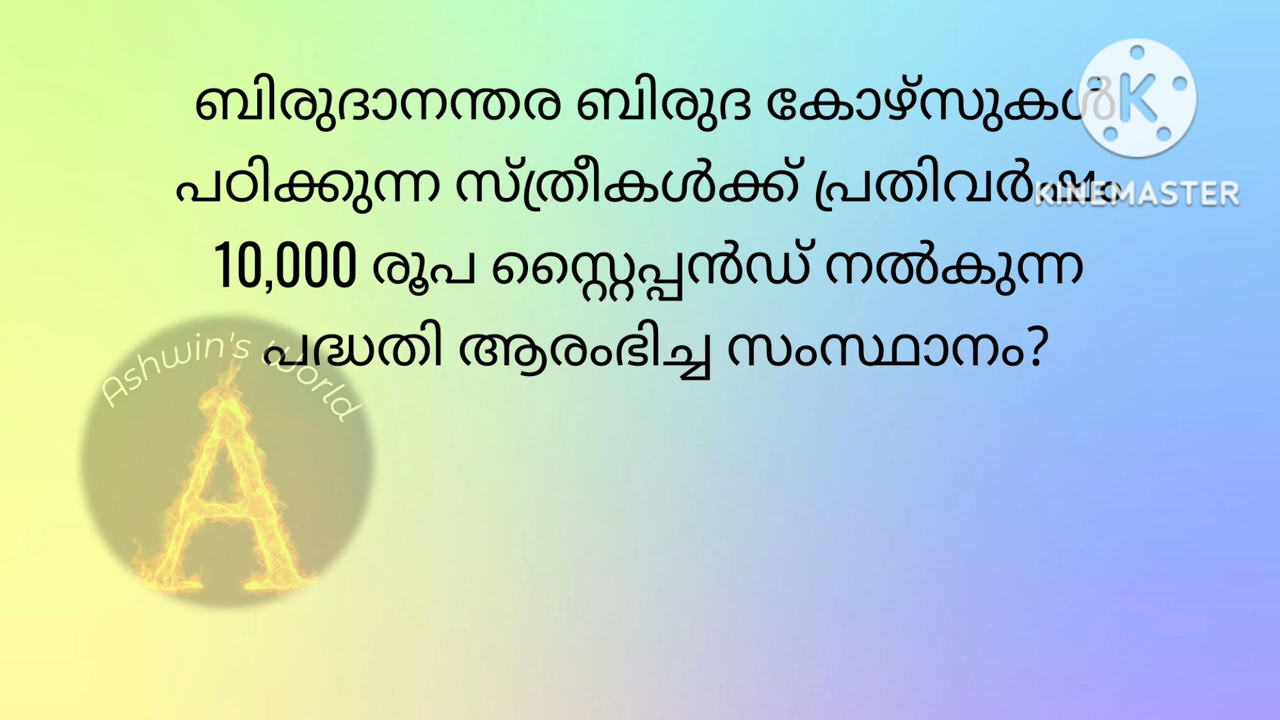 ബിരുദാനന്തര ബിരുദ കോഴ്സുകൾ
പഠിക്കുന്ന സ്ത്രീകൾക്ക് പ്രതിവർഷം
10,000 രൂപ സ്റ്റൈപ്പൻഡ് നൽകുന്ന
പദ്ധതി ആരംഭിച്ച സംസ്ഥാനം?
K
KINEMASTER
Ashwin's World
A